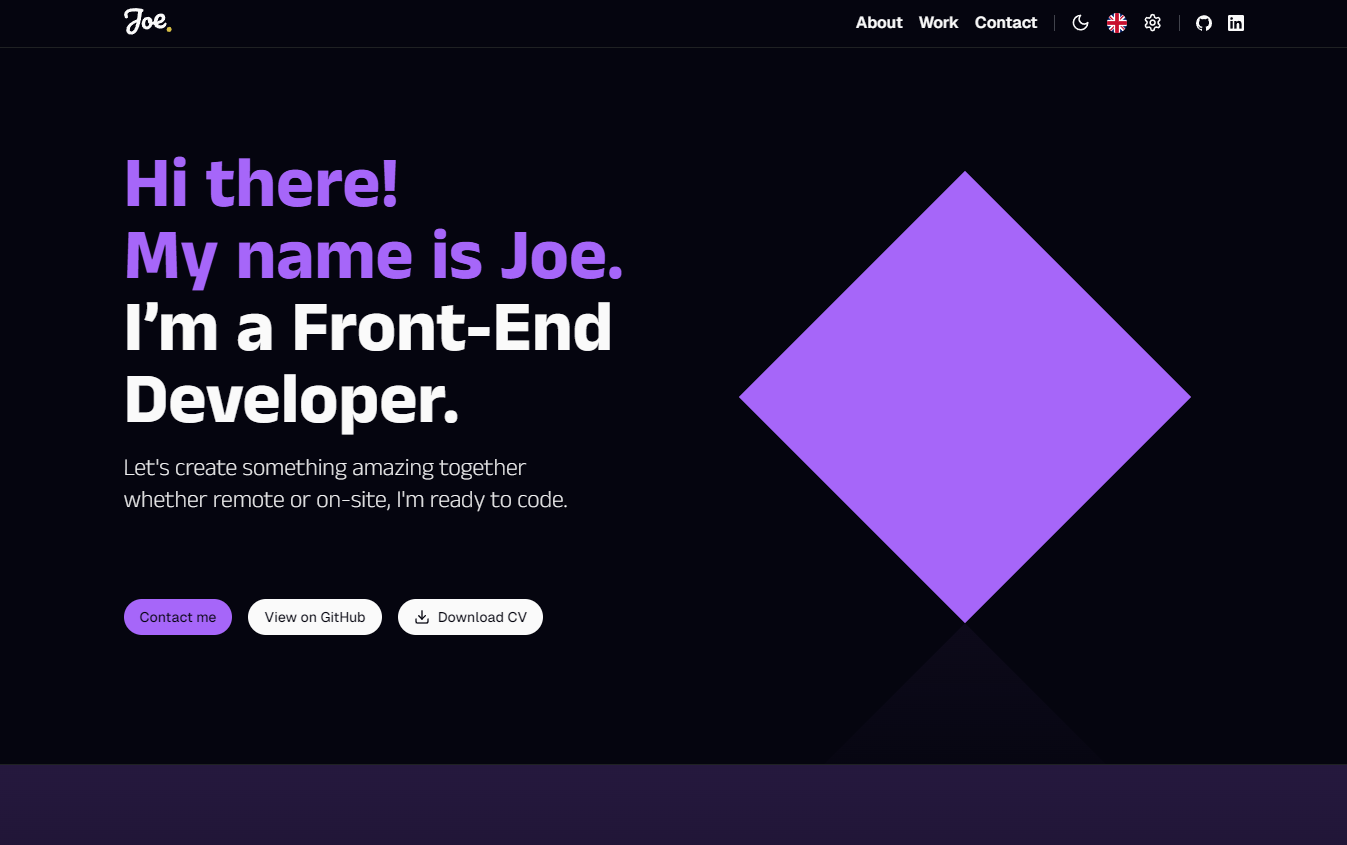 Joe.
About Work Contact
Hi there!
My name is Joe.
I’m a Front-End
Developer.
Let's create something amazing together
whether remote or on-site, I'm ready to code.
Contact me
View on GitHub
Download CV